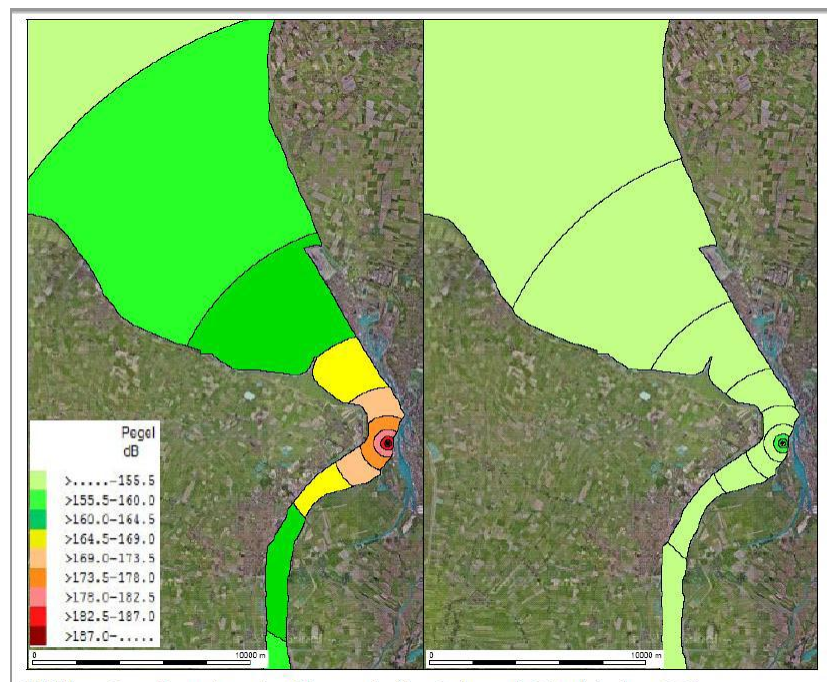 Pegel
dB
>.....-155.5
>155.5-160.0
>160.0-164.5
>164.5-169.0
>169.0-173.5
>173.5-178.0
>178.0-182.5
>182.5-187.0
>187.0-.....
0 10000 m
0 10000 m